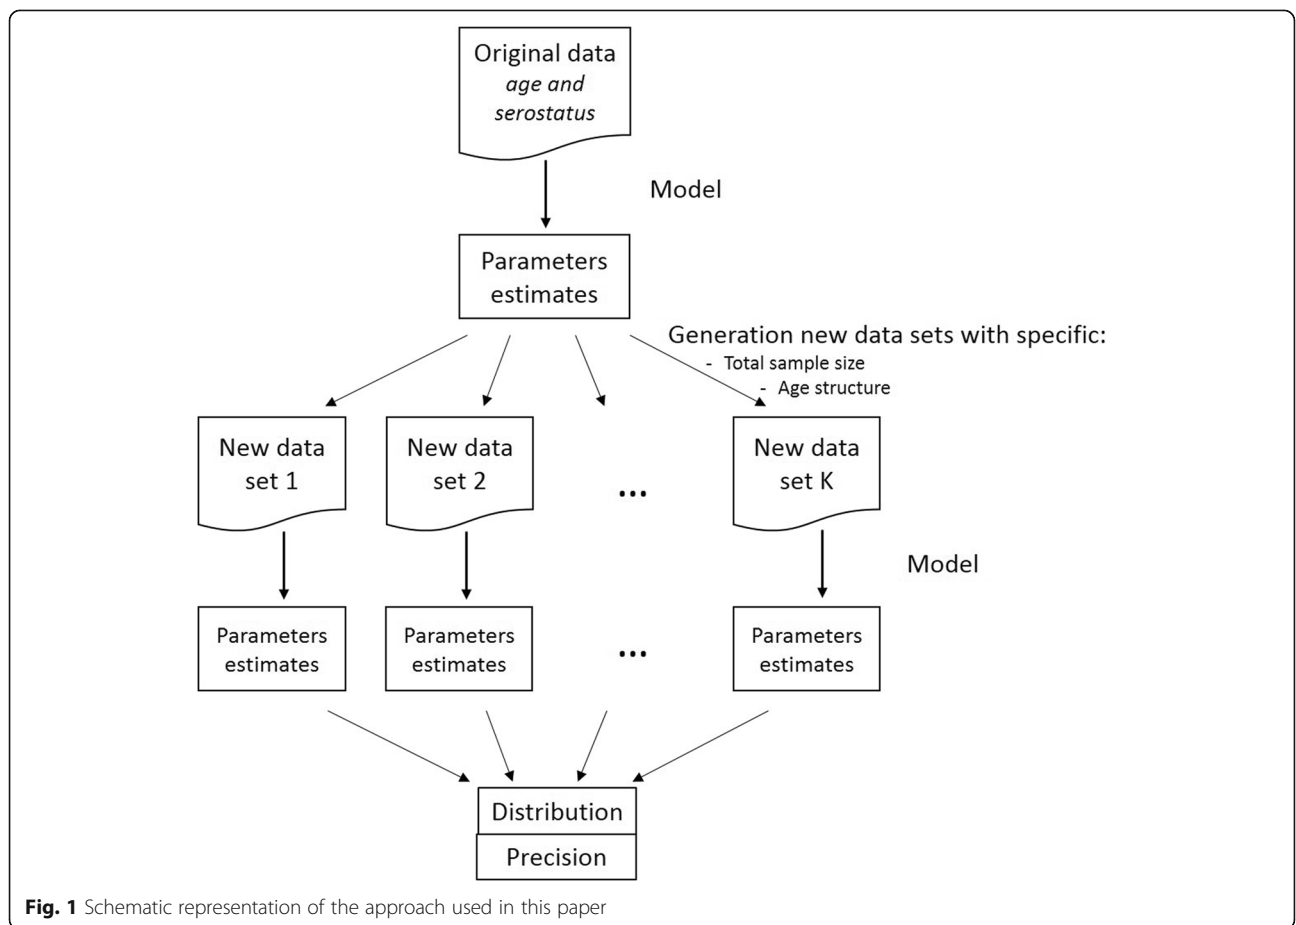 Original data
age and
serostatus
Model
Parameters
estimates
Generation new data sets with specific:
- Total sample size
- Age structure
New data
set 1
New data
set 2
...
New data
set K
Model
Parameters
estimates
Parameters
estimates
...
Parameters
estimates
Distribution
Precision
Fig. 1 Schematic representation of the approach used in this paper